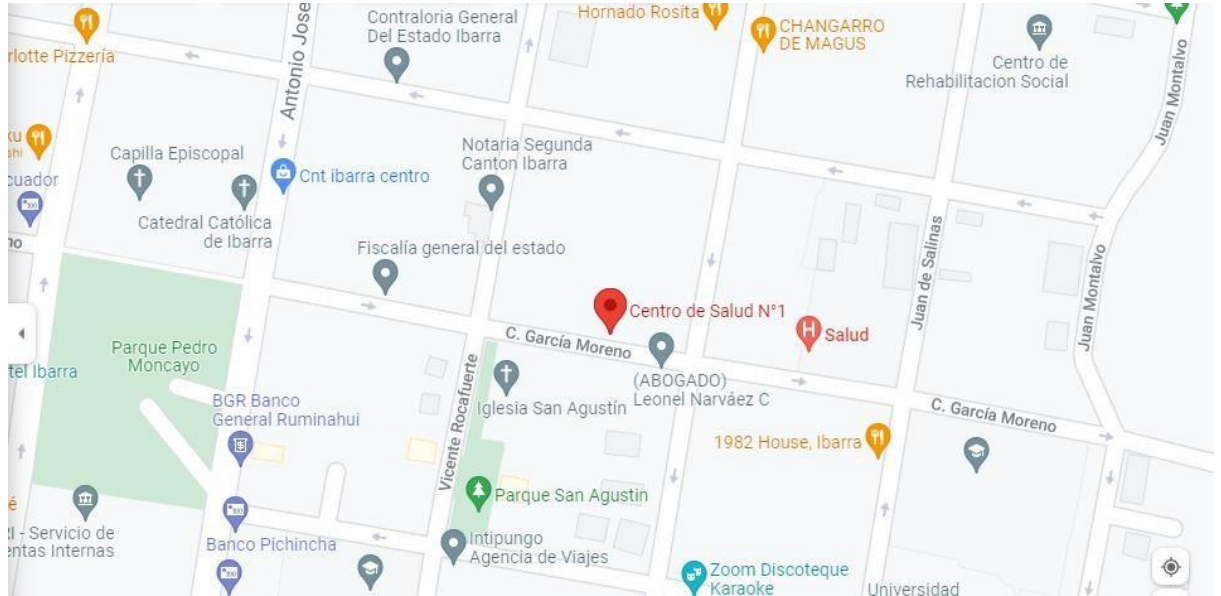 Contraloria General
Del Estado Ibarra
Hornado Rosita
CHANGARRO
DE MAGUS
Centro de
Rehabilitacion Social
Juan Montalvo
rlotte Pizzería
Antonio Jose
Capilla Episcopal
Cnt ibarra centro
Notaria Segunda
Canton Ibarra
Catedral Católica
de Ibarra
Fiscalía general del estado
Centro de Salud N°1
Salud
Juan de Salinas
Juan Montalvo
C. García Moreno
Parque Pedro
Moncayo
tel Ibarra
BGR Banco
General Ruminahui
Vicente Rocafuerte
Iglesia San Agustín
(ABOGADO)
Leonel Narváez C
C. García Moreno
1982 House, Ibarra
Parque San Agustin
I - Servicio de
entas Internas
Banco Pichincha
Intipungo
Agencia de Viajes
Zoom Discoteque
Karaoke
Universidad